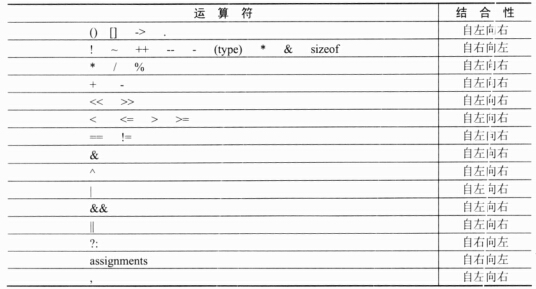 运算符 结合性
() [] -> . 自左向右
! ~ ++ -- - (type) * & sizeof 自右向左
* / % 自左向右
+ - 自左向右
<< >> 自左向右
< <= > >= 自左向右
== != 自左向右
& 自左向右
^ 自左向右
| 自左向右
&& 自左向右
|| 自左向右
?: 自右向左
assignments 自右向左
, 自左向右